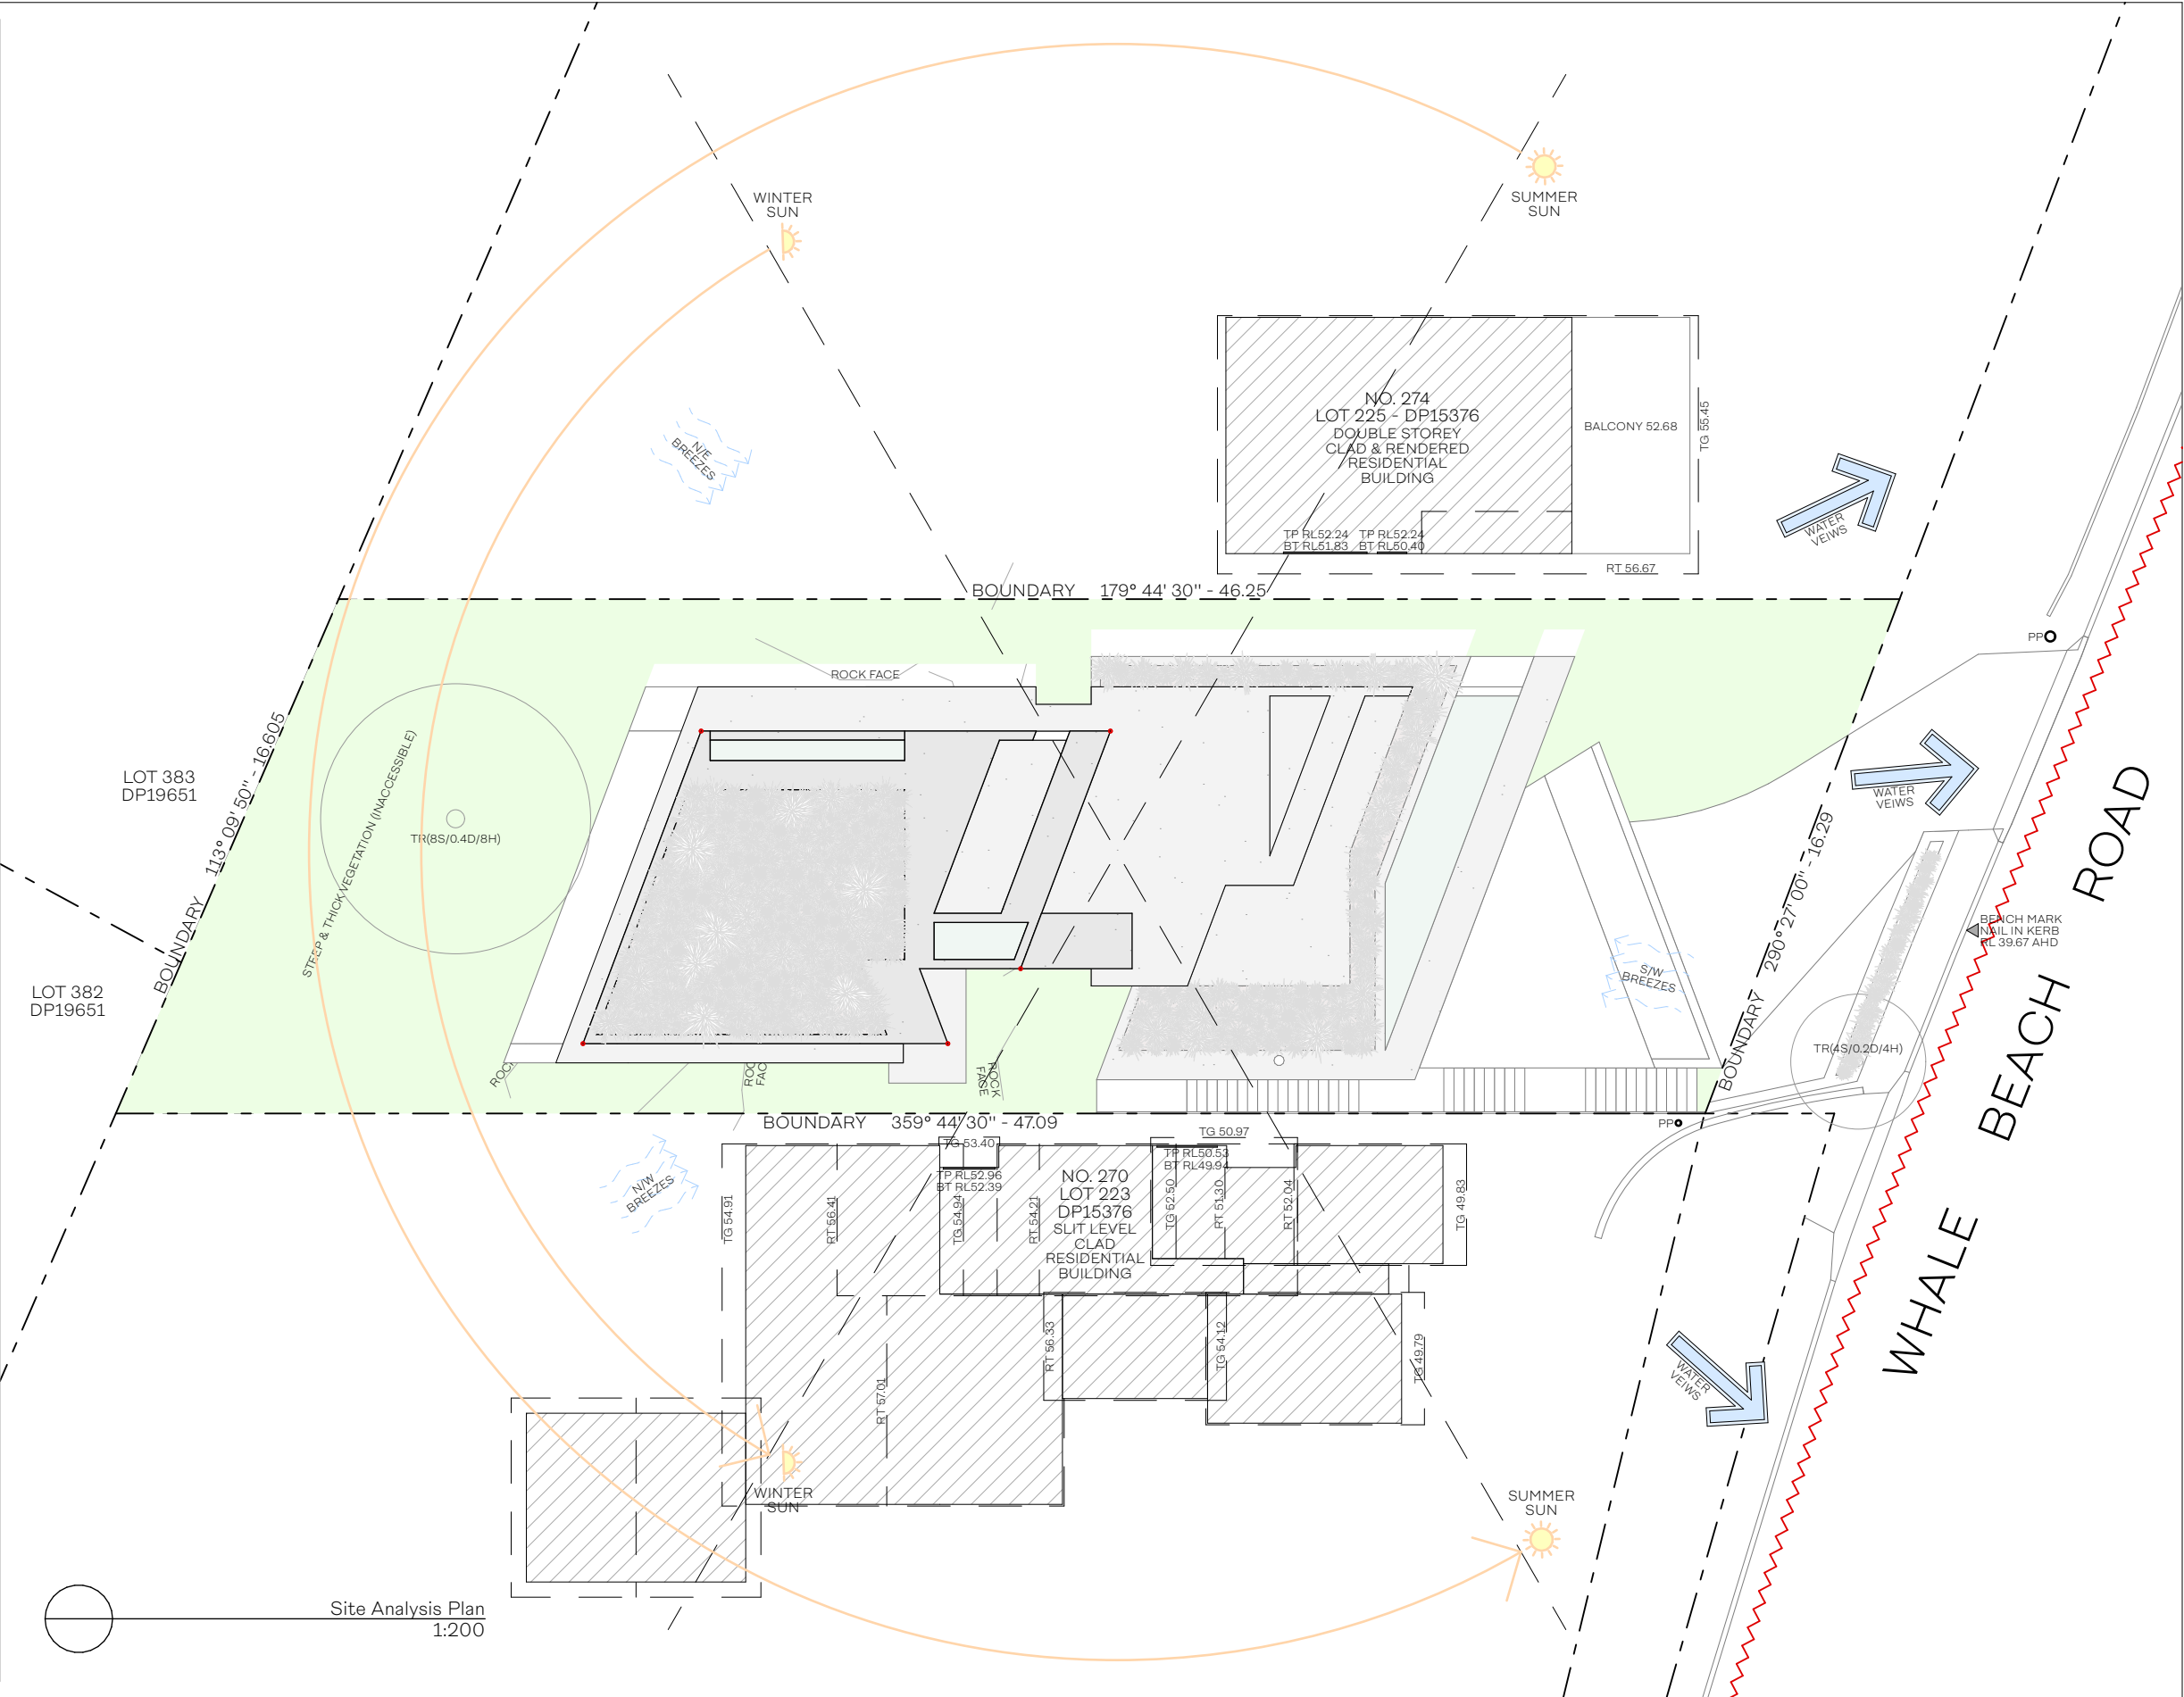 WINTER
SUN
SUMMER
SUN
N/E
BREEZES
NO. 274
LOT 225 - DP15376
DOUBLE STOREY
CLAD & RENDERED
RESIDENTIAL
BUILDING
BALCONY 52.68
TG 55.45
TP RL52.24
BT RL51.83
TP RL52.24
BT RL50.40
RT 56.67
WATER
VEIWS
BOUNDARY 179° 44' 30" - 46.25
PP
ROCK FACE
LOT 383
DP19651
BOUNDARY 113° 09' 50" - 16.605
STEEP & THICK VEGETATION (INACCESSIBLE)
TR(8S/0.4D/8H)
WATER
VEIWS
BOUNDARY 290° 27' 00" - 16.29
BENCH MARK
NAIL IN KERB
RL 39.67 AHD
WHALE BEACH ROAD
S/W
BREEZES
LOT 382
DP19651
TR(4S/0.2D/4H)
ROCK
FACE
BOUNDARY 359° 44' 30" - 47.09
PP
N/W
BREEZES
TG 53.40
TG 50.97
TP RL52.96
BT RL52.39
TP RL50.53
BT RL49.94
NO. 270
LOT 223
DP15376
SLIT LEVEL
CLAD
RESIDENTIAL
BUILDING
TG 54.91
RT 56.41
TG 54.94
RT 54.21
TG 52.50
RT 51.30
RT 52.04
TG 49.83
RT 56.33
TG 54.12
TG 49.79
RT 57.01
WATER
VEIWS
WINTER
SUN
SUMMER
SUN
Site Analysis Plan
1:200